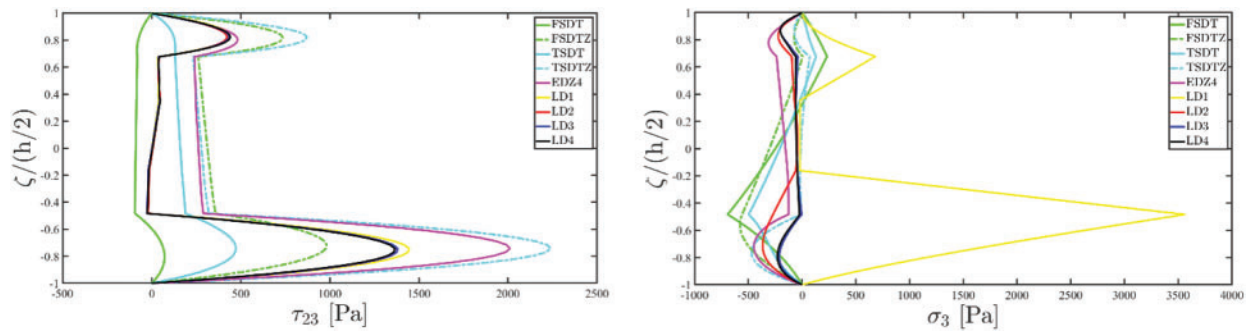 1
0.8
0.6
0.4
0.2
0
-0.2
-0.4
-0.6
-0.8
-1
ζ/(h/2)
-500
0
500
1000
1500
2000
2500
τ23 [Pa]
FSDT
FSDTZ
TSDT
TSDTZ
EDZ4
LD1
LD2
LD3
LD4
1
0.8
0.6
0.4
0.2
0
-0.2
-0.4
-0.6
-0.8
-1
ζ/(h/2)
-1000
-500
0
500
1000
1500
2000
2500
3000
3500
4000
σ3 [Pa]
FSDT
FSDTZ
TSDT
TSDTZ
EDZ4
LD1
LD2
LD3
LD4